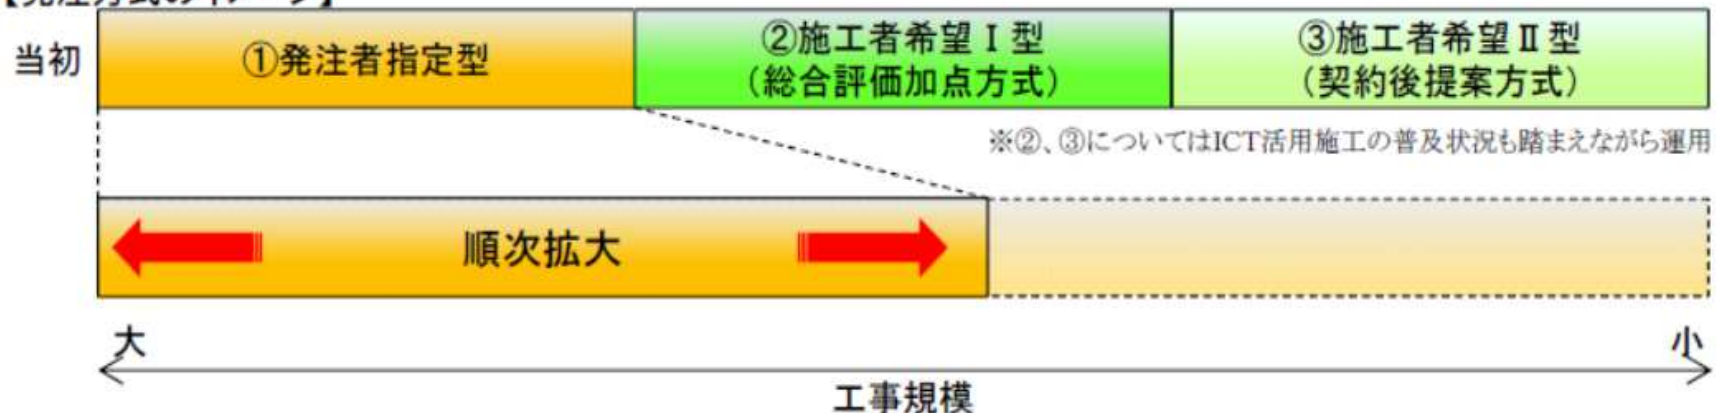 当初
①発注者指定型
②施工者希望Ⅰ型
(総合評価加点方式)
③施工者希望Ⅱ型
(契約後提案方式)
※②、③についてはICT活用施工の普及状況も踏まえながら運用
順次拡大
大
小
工事規模